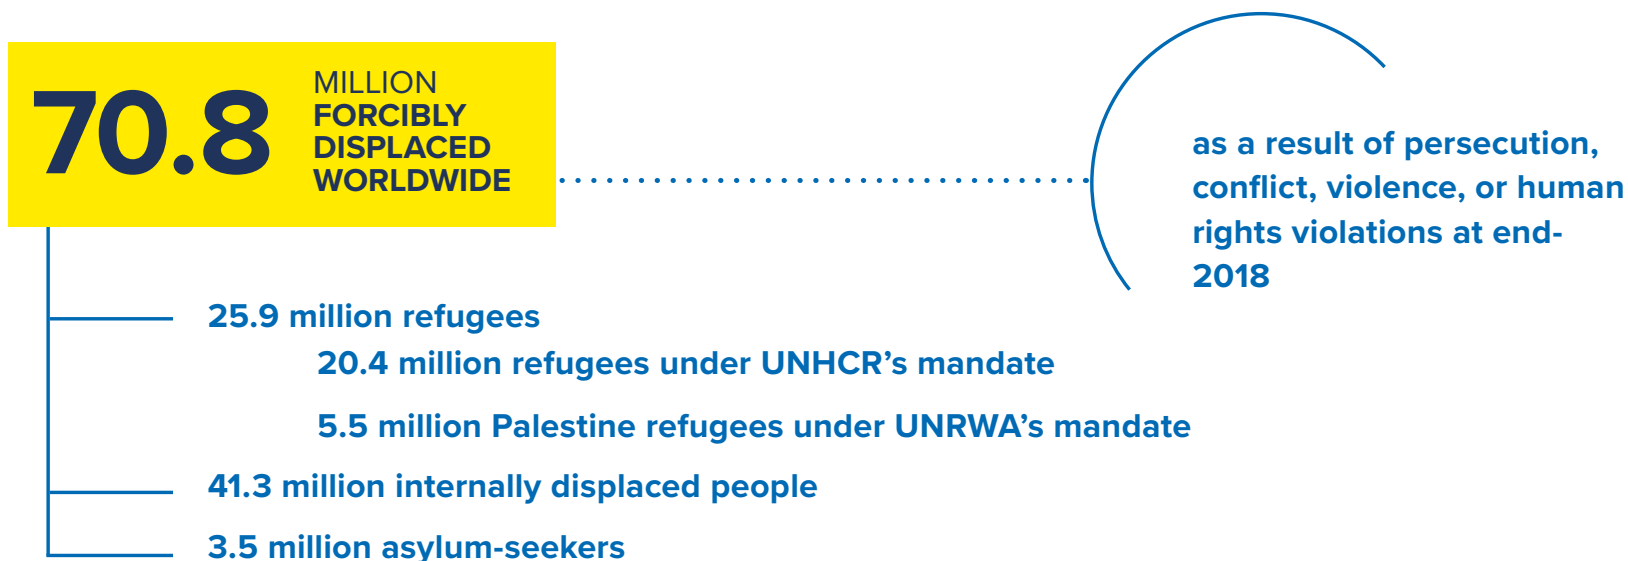 70.8
MILLION
FORCIBLY
DISPLACED
WORLDWIDE
as a result of persecution,
conflict, violence, or human
rights violations at end-
2018
25.9 million refugees
20.4 million refugees under UNHCR’s mandate
5.5 million Palestine refugees under UNRWA’s mandate
41.3 million internally displaced people
3.5 million asylum-seekers